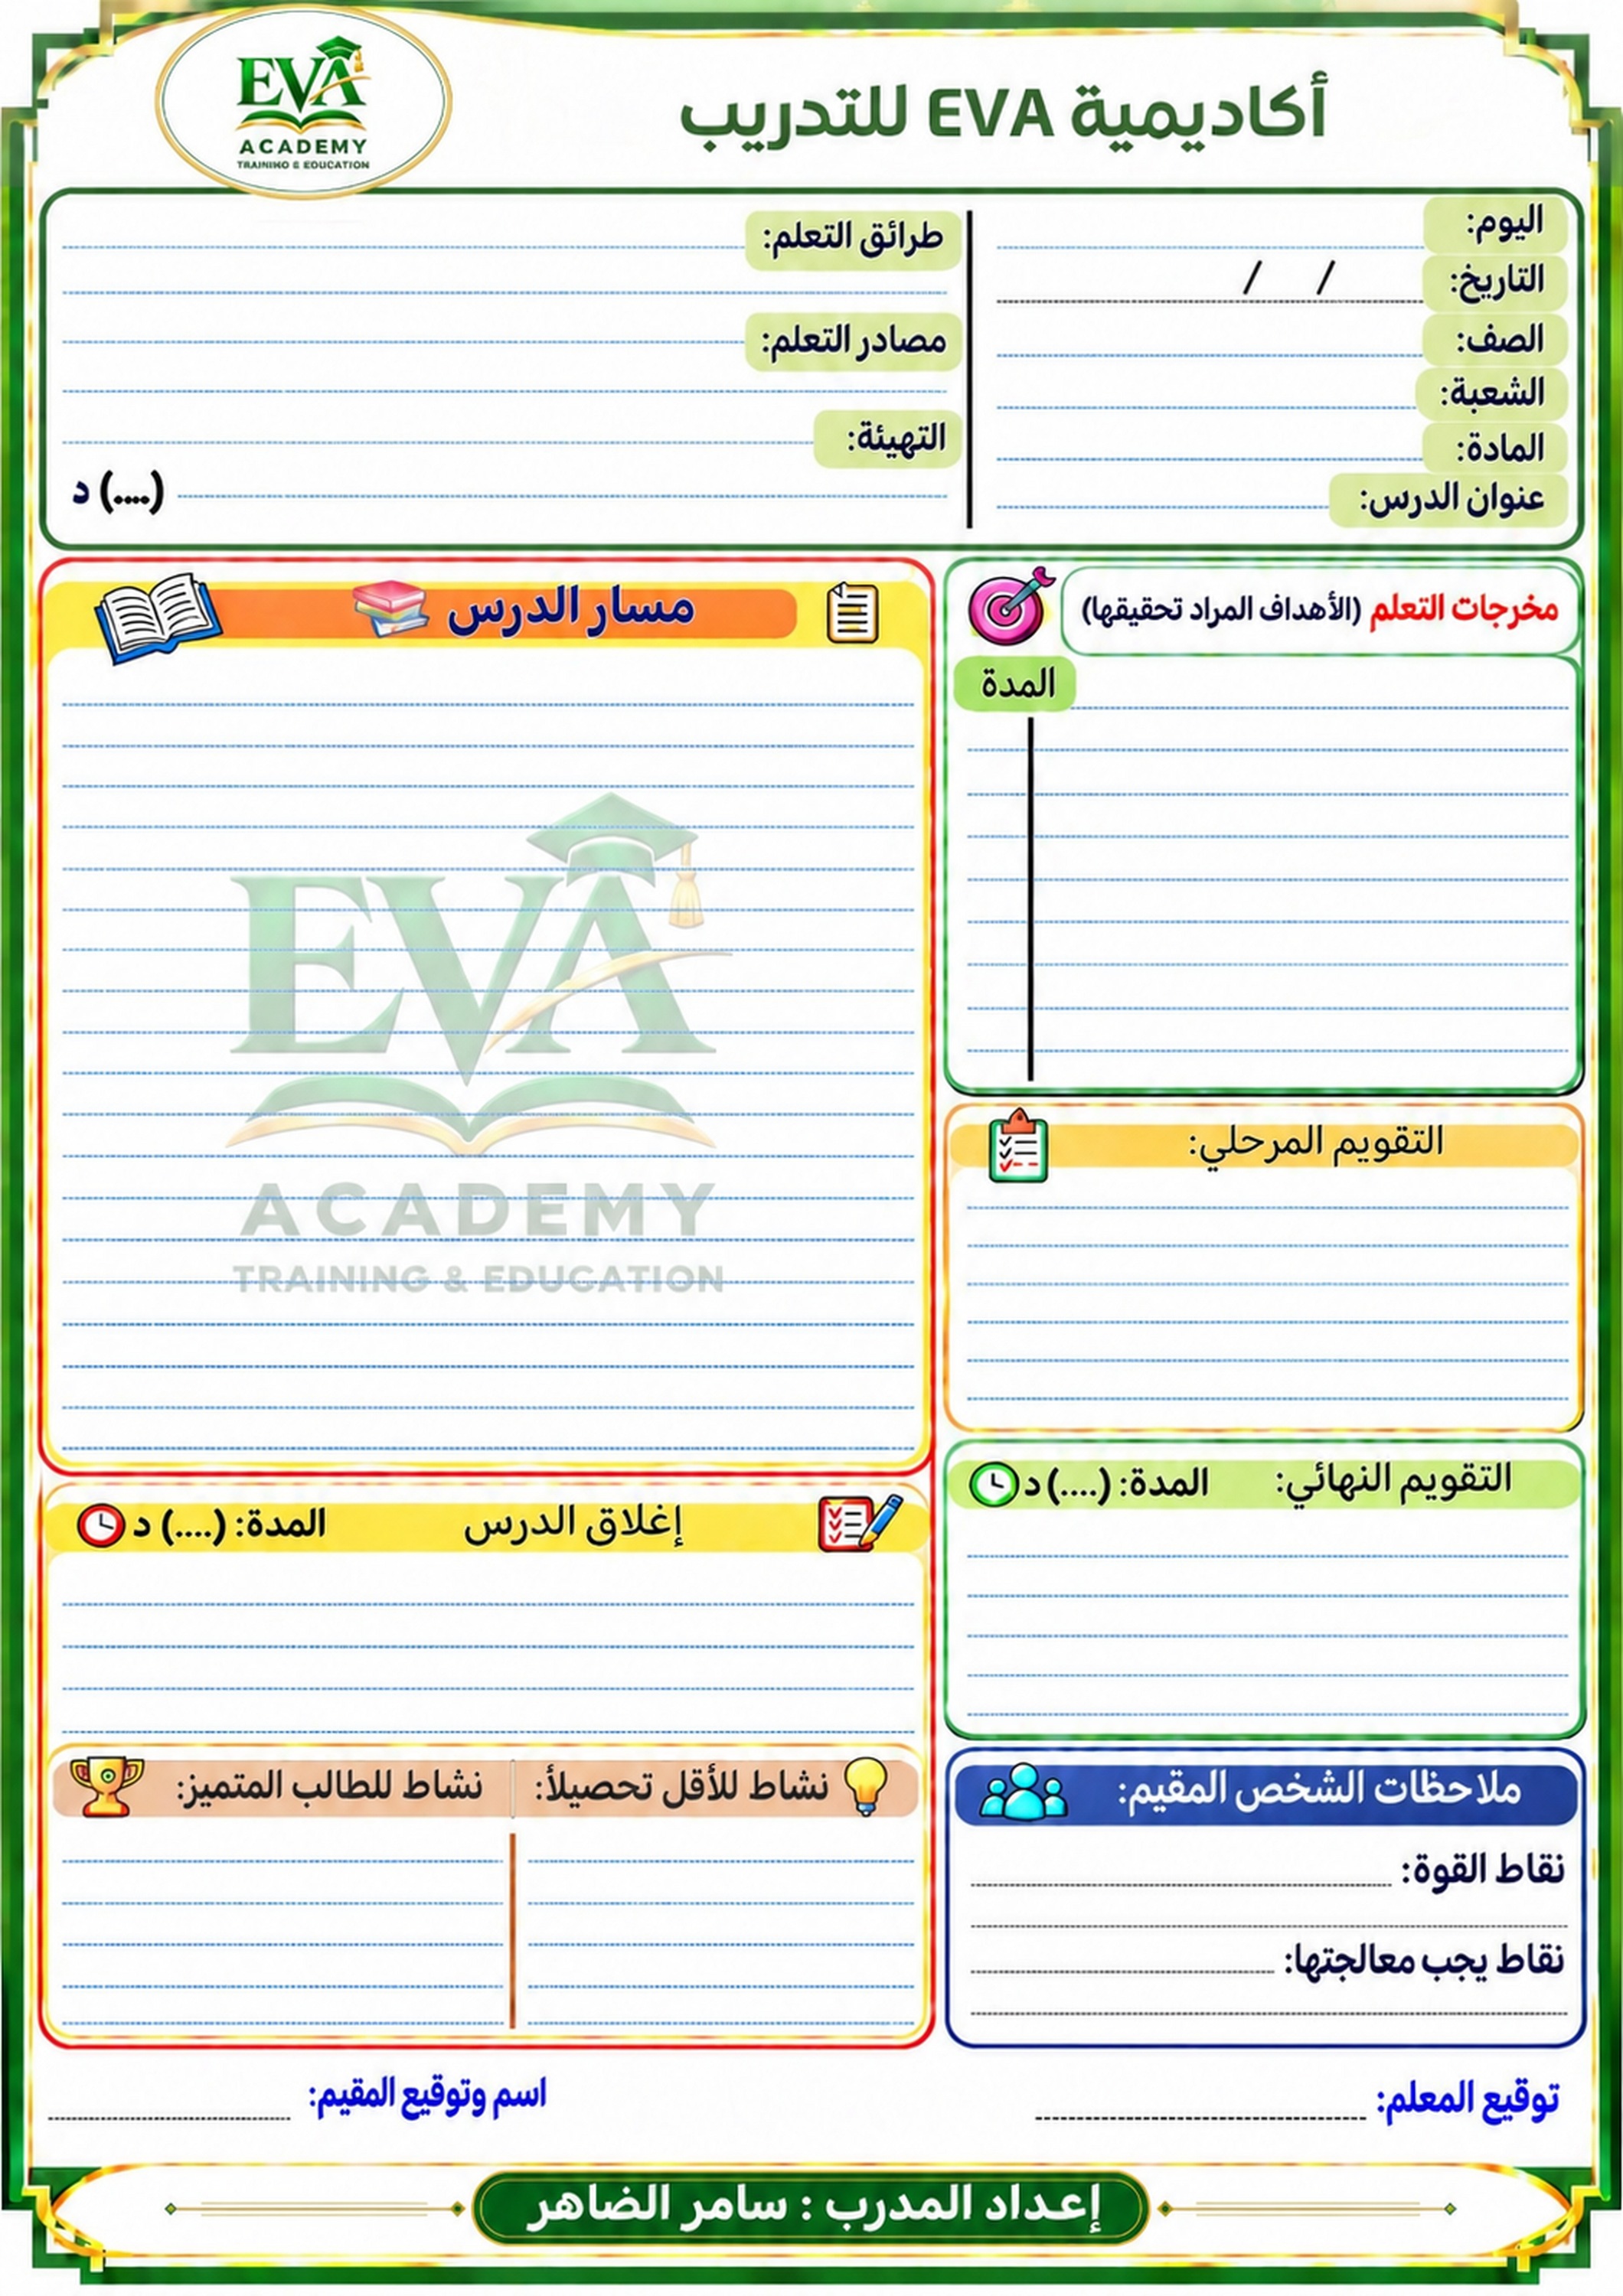 أكاديمية EVA للتدريب
EVA
ACADEMY
TRAINING & EDUCATION
اليوم:
التاريخ: / /
الصف:
الشعبة:
المادة:
عنوان الدرس:
طرائق التعلم:
مصادر التعلم:
التهيئة:
(....) د
مخرجات التعلم (الأهداف المراد تحقيقها)
المدة
التقويم المرحلي:
التقويم النهائي: المدة: (....) د
ملاحظات الشخص المقيم:
نقاط القوة:
نقاط يجب معالجتها:
مسار الدرس
EVA
ACADEMY
TRAINING & EDUCATION
إغلاق الدرس المدة: (....) د
نشاط للأقل تحصيلاً: نشاط للطالب المتميز:
توقيع المعلم: اسم وتوقيع المقيم:
إعداد المدرب : سامر الضاهر